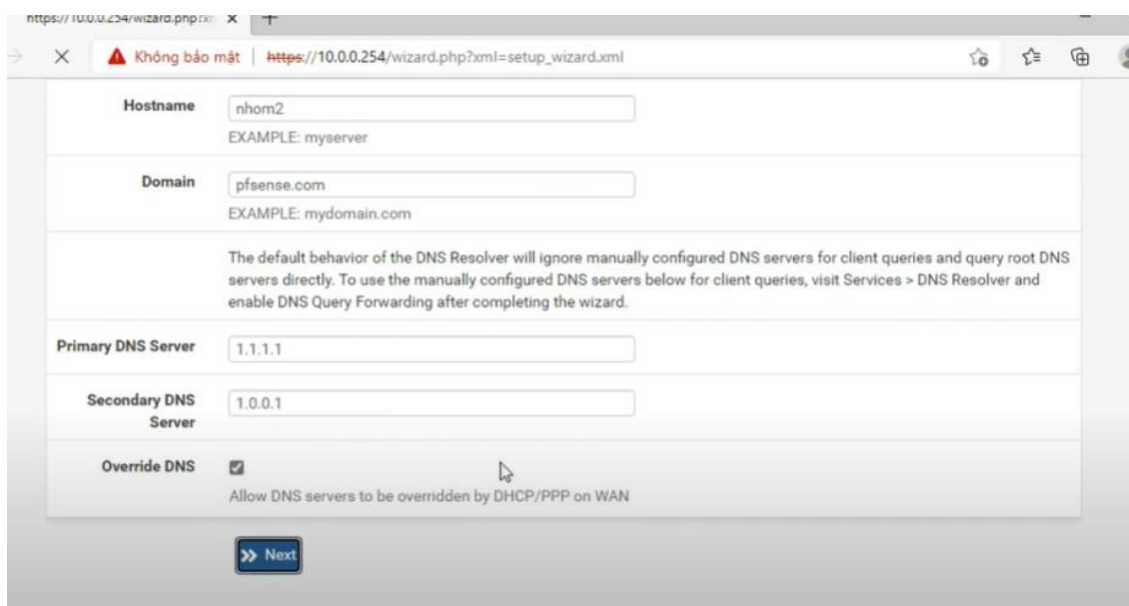 https://10.0.0.254/wizard.php?xm
Không bảo mật | https://10.0.0.254/wizard.php?xml=setup_wizard.xml
Hostname
nhom2
EXAMPLE: myserver
Domain
pfsense.com
EXAMPLE: mydomain.com
The default behavior of the DNS Resolver will ignore manually configured DNS servers for client queries and query root DNS
servers directly. To use the manually configured DNS servers below for client queries, visit Services > DNS Resolver and
enable DNS Query Forwarding after completing the wizard.
Primary DNS Server
1.1.1.1
Secondary DNS
Server
1.0.0.1
Override DNS
Allow DNS servers to be overridden by DHCP/PPP on WAN
Next